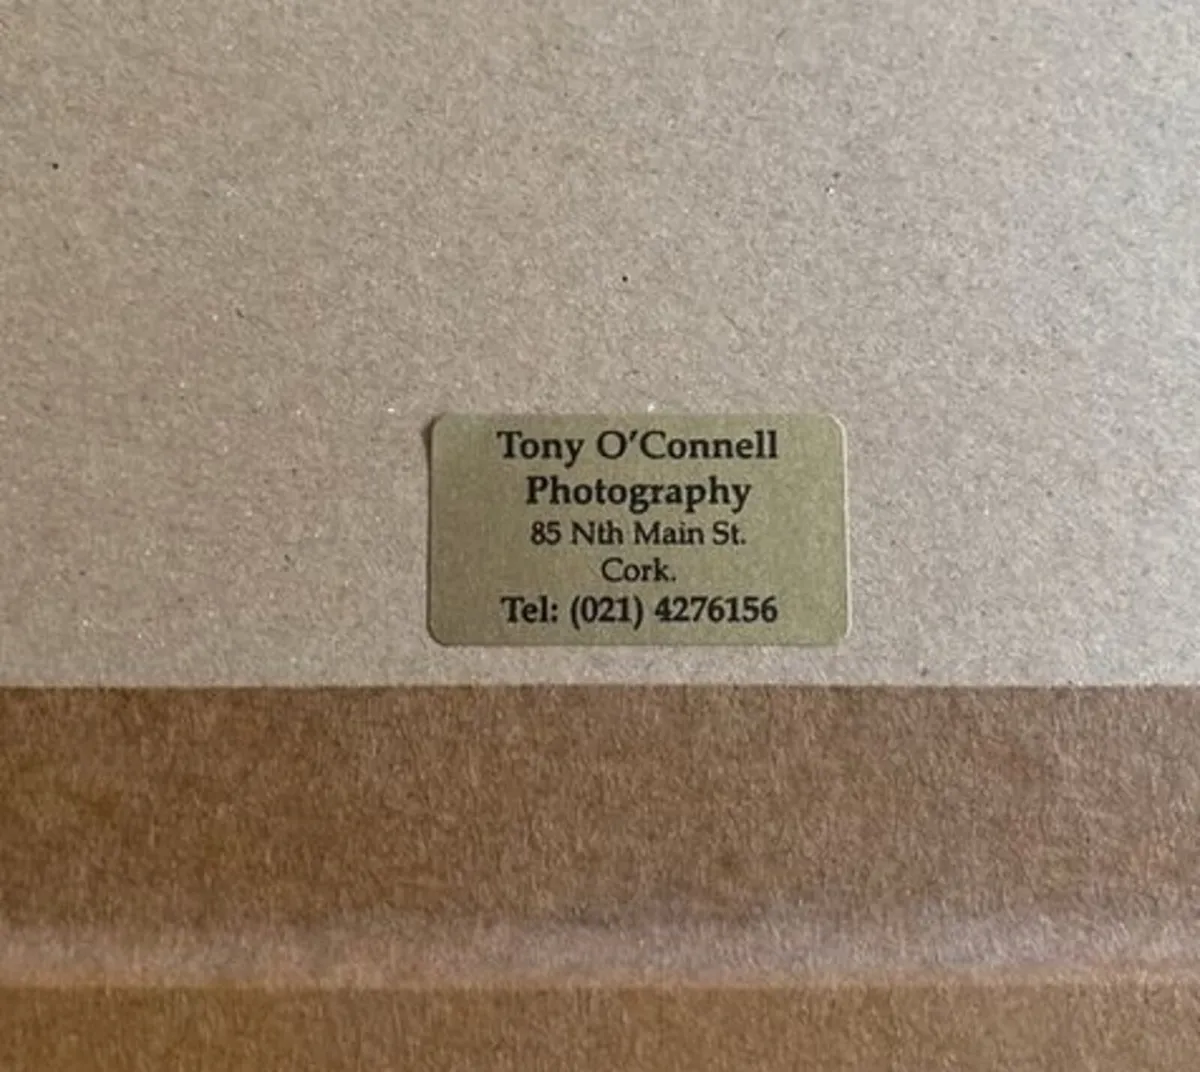 Tony O'Connell
Photography
85 Nth Main St.
Cork.
Tel: (021) 4276156